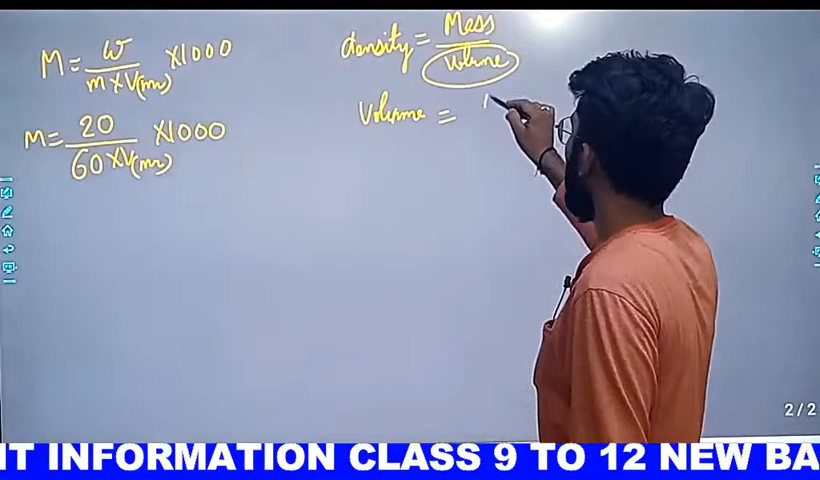 M = w / m × V(ml) × 1000
M = 20 / 60 × V(ml) × 1000
density = Mass / Volume
Volume =
2/2
IT INFORMATION CLASS 9 TO 12 NEW BA